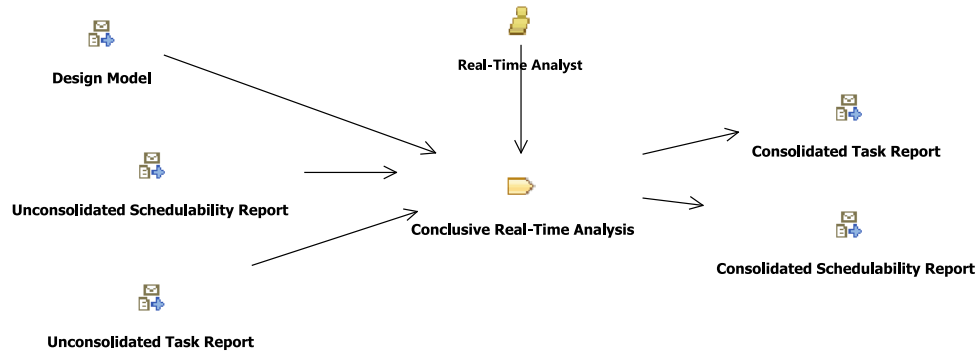 Design Model
Real-Time Analyst
Consolidated Task Report
Unconsolidated Schedulability Report
Conclusive Real-Time Analysis
Consolidated Schedulability Report
Unconsolidated Task Report